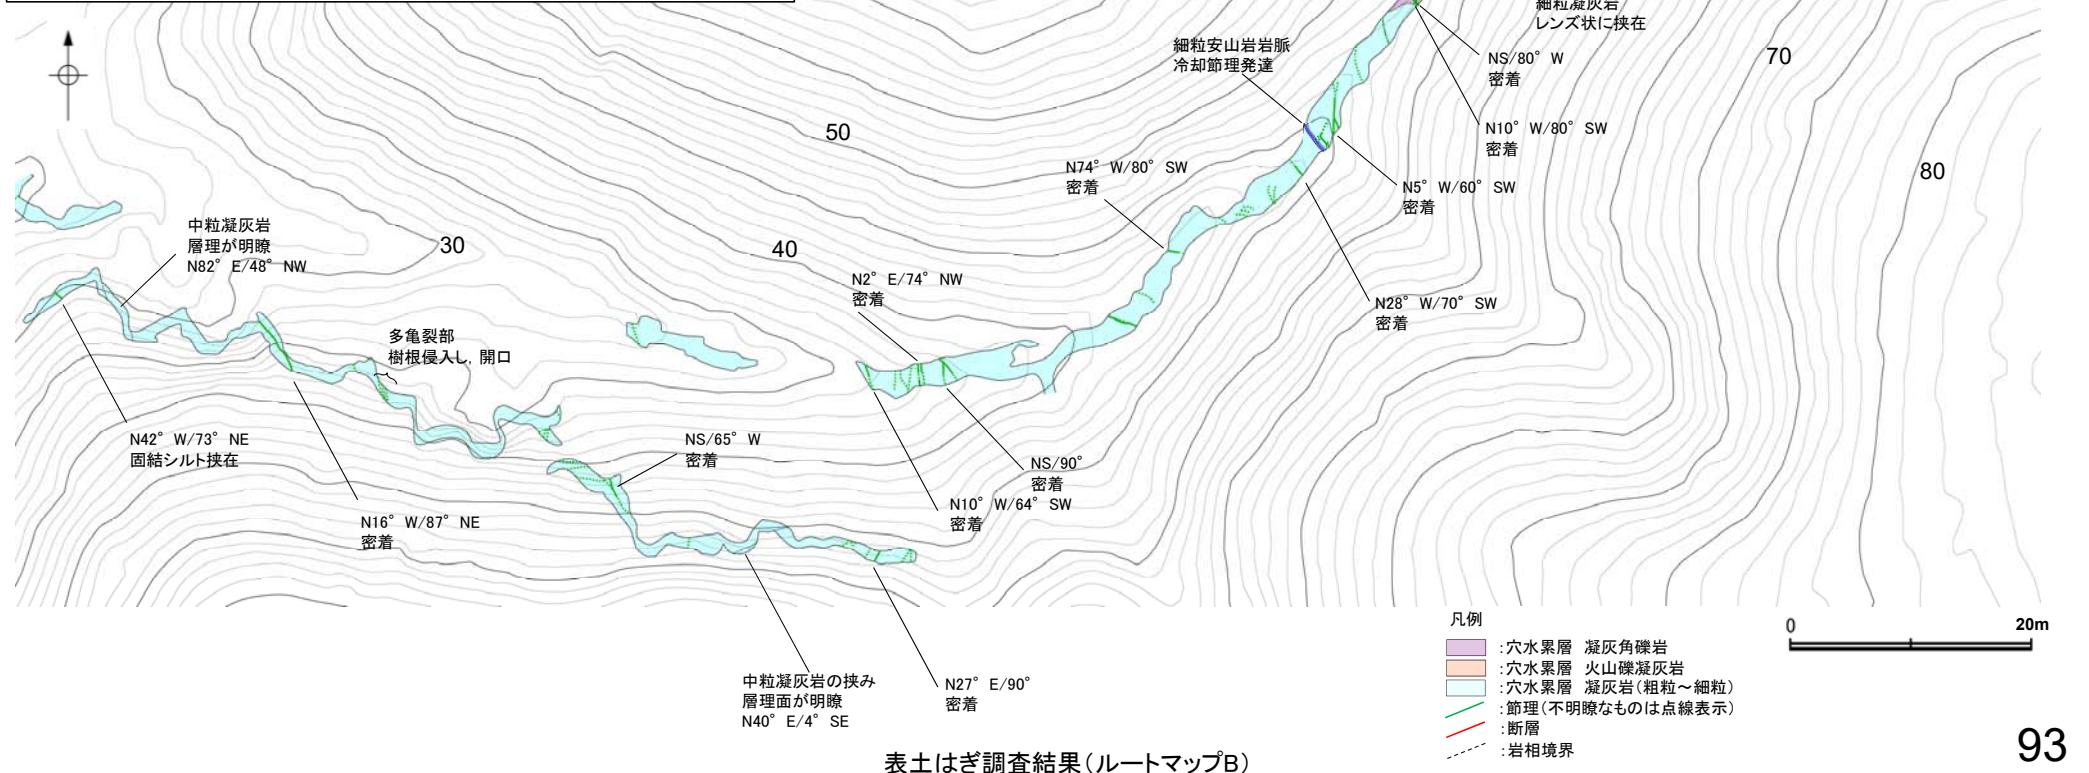 細粒凝灰岩
レンズ状に挟在
細粒安山岩岩脈
冷却節理発達
NS/80°W
密着
70
50
N10°W/80°SW
密着
N74°W/80°SW
密着
80
N5°W/60°SW
密着
中粒凝灰岩
層理が明瞭
N82°E/48°NW
30
40
N2°E/74°NW
密着
N28°W/70°SW
密着
多亀裂部
樹根侵入し,開口
N42°W/73°NE
固結シルト挟在
NS/65°W
密着
NS/90°
密着
N10°W/64°SW
密着
N16°W/87°NE
密着
中粒凝灰岩の挟み
層理面が明瞭
N40°E/4°SE
N27°E/90°
密着
凡例
:穴水累層 凝灰角礫岩
:穴水累層 火山礫凝灰岩
:穴水累層 凝灰岩(粗粒~細粒)
:節理(不明瞭なものは点線表示)
:断層
:岩相境界
0 20m
表土はぎ調査結果(ルートマップB)
93